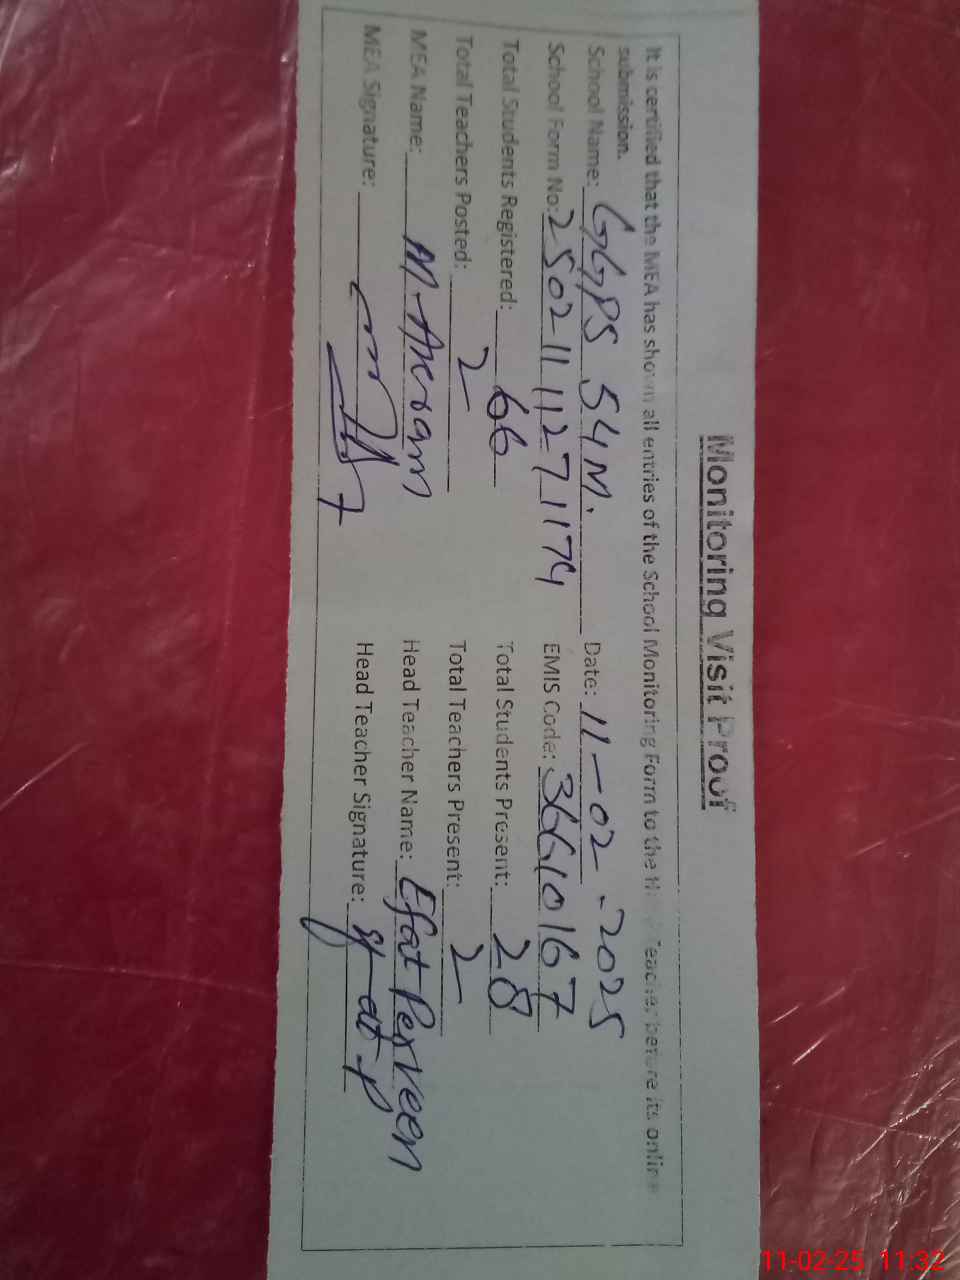 Monitoring Visit Proof
It is certified that the MEA has shown all entries of the School Monitoring Form to the Head Teacher before its online
submission.
School Name: GGPS 54 M. Date: 11-02-2025
School Form No: 25021111271174 EMIS Code: 36610167
Total Students Registered: 66 Total Students Present: 28
Total Teachers Posted: 2 Total Teachers Present: 2
MEA Name: M. Akram Head Teacher Name: Efat Perveen
MEA Signature: Head Teacher Signature:
11-02-25 11:32